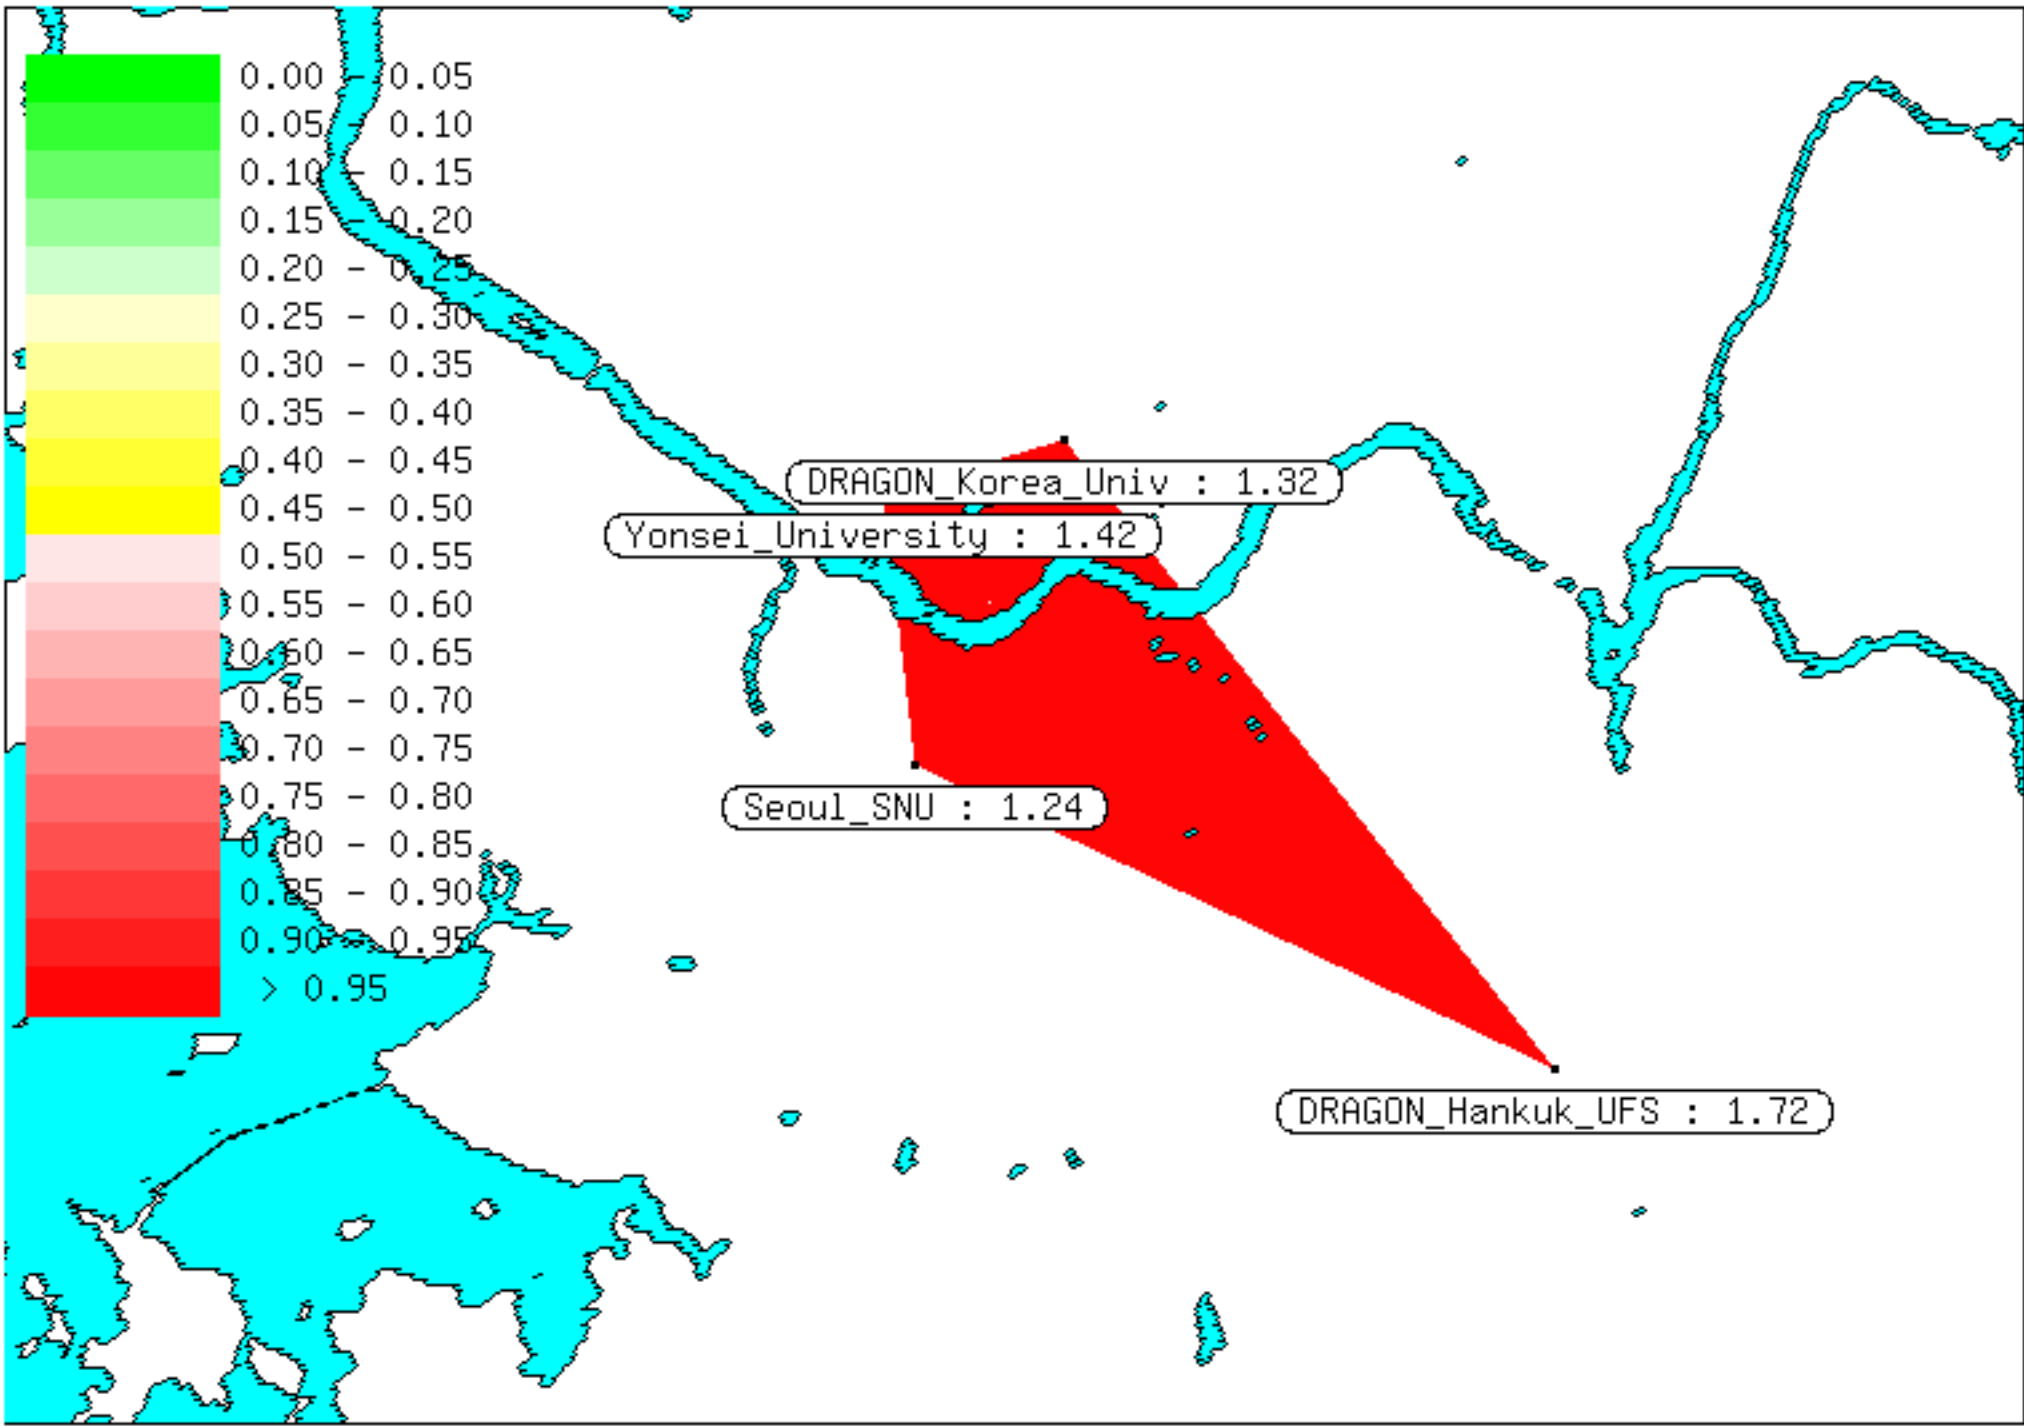 0.00 - 0.05
0.05 - 0.10
0.10 - 0.15
0.15 - 0.20
0.20 - 0.25
0.25 - 0.30
0.30 - 0.35
0.35 - 0.40
0.40 - 0.45
0.45 - 0.50
0.50 - 0.55
0.55 - 0.60
0.60 - 0.65
0.65 - 0.70
0.70 - 0.75
0.75 - 0.80
0.80 - 0.85
0.85 - 0.90
0.90 - 0.95
> 0.95
DRAGON_Korea_Univ : 1.32
Yonsei_University : 1.42
Seoul_SNU : 1.24
DRAGON_Hankuk_UFS : 1.72